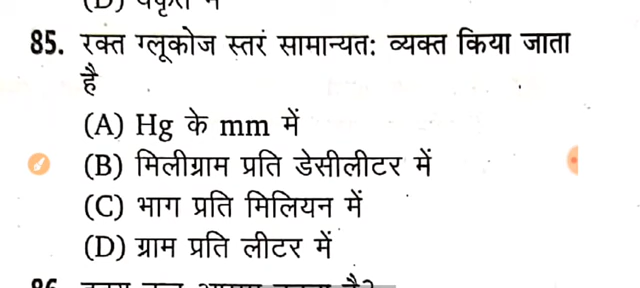 85. रक्त ग्लूकोज स्तरं सामान्यत: व्यक्त किया जाता
है
(A) Hg के mm में
(B) मिलीग्राम प्रति डेसीलीटर में
(C) भाग प्रति मिलियन में
(D) ग्राम प्रति लीटर में